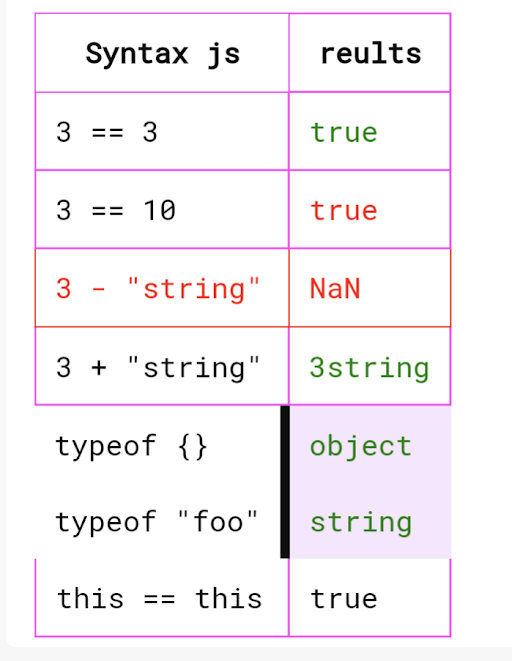 Syntax js reults
3 == 3 true
3 == 10 true
3 - "string" NaN
3 + "string" 3string
typeof {} object
typeof "foo" string
this == this true